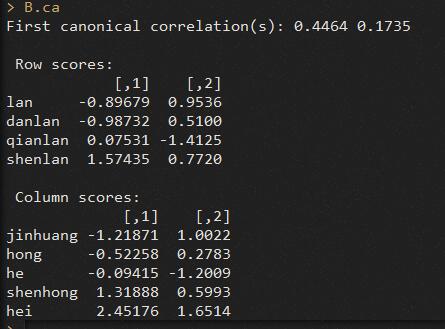 > B.ca
First canonical correlation(s): 0.4464 0.1735
Row scores:
[,1] [,2]
lan -0.89679 0.9536
danlan -0.98732 0.5100
qianlan 0.07531 -1.4125
shenlan 1.57435 0.7720
Column scores:
[,1] [,2]
jinhuang -1.21871 1.0022
hong -0.52258 0.2783
he -0.09415 -1.2009
shenhong 1.31888 0.5993
hei 2.45176 1.6514
>